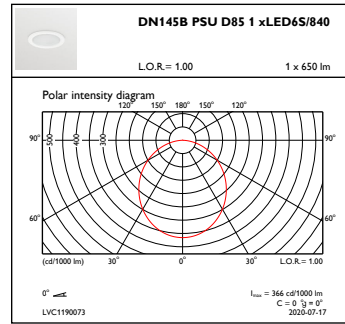 DN145B PSU D85 1 xLED6S/840
L.O.R.= 1.00 1 x 650 lm
Polar intensity diagram
120° 150° 180° 150° 120°
90° 500 400 300 90°
60° 60°
(cd/1000 lm) 30° 0° 30° L.O.R.= 1.00
0°
Imax = 366 cd/1000 lm
C = 0 °g = 0°
LVC1190073 2020-07-17